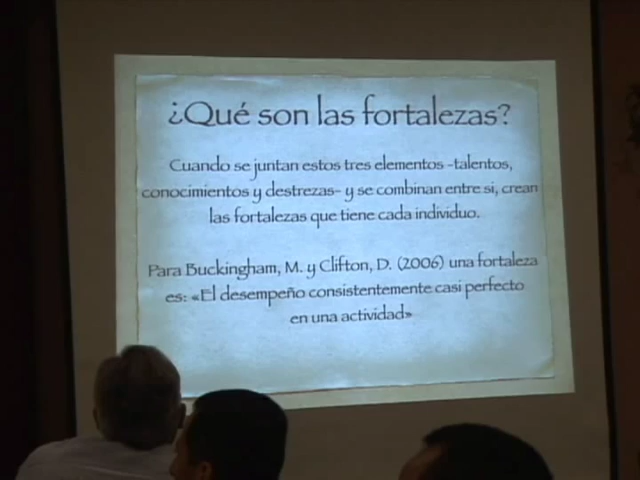 ¿Qué son las fortalezas?
Cuando se juntan estos tres elementos -talentos,
conocimientos y destrezas- y se combinan entre si, crean
las fortalezas que tiene cada individuo.
Para Buckingham, M. y Clifton, D. (2006) una fortaleza
es: «El desempeño consistentemente casi perfecto
en una actividad»